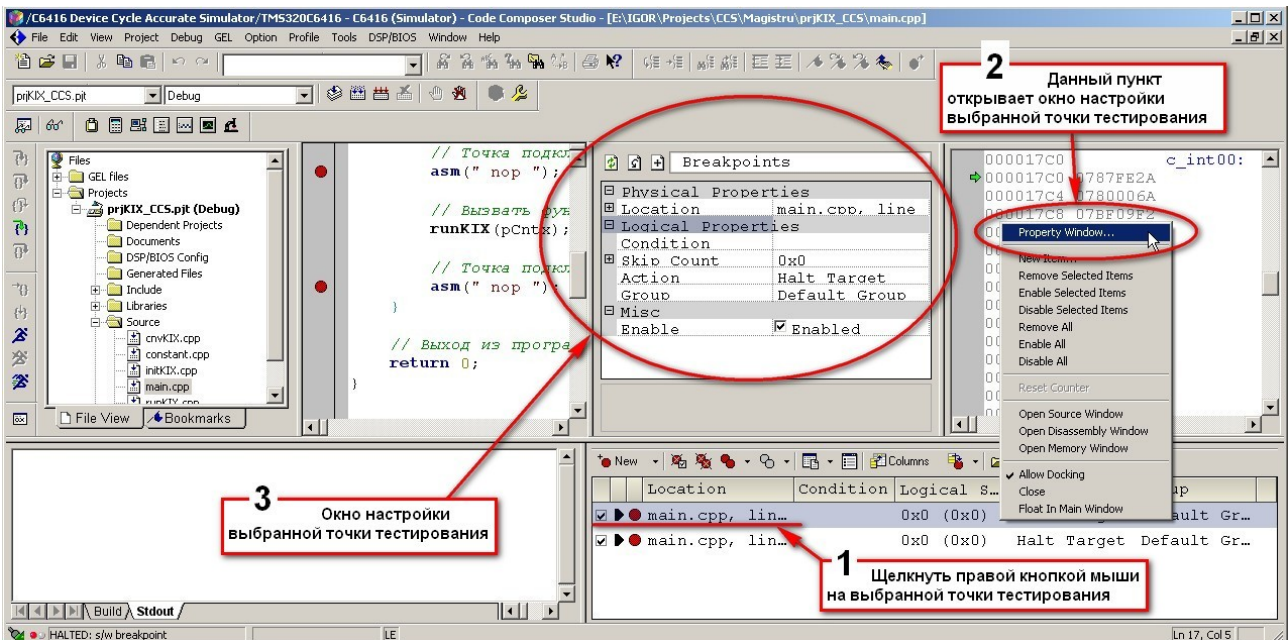 /C6416 Device Cycle Accurate Simulator/TMS320C6416 - C6416 (Simulator) - Code Composer Studio - [E:\IGOR\Projects\CCS\Magistru\prjKIX_CCS\main.cpp]
File Edit View Project Debug GEL Option Profile Tools DSP/BIOS Window Help
prjKIX_CCS.pjt Debug
2
Данный пункт
открывает окно настройки
выбранной точки тестирования
Files
GEL files
Projects
prjKIX_CCS.pjt (Debug)
Dependent Projects
Documents
DSP/BIOS Config
Generated Files
Include
Libraries
Source
cnvKIX.cpp
constant.cpp
initKIX.cpp
main.cpp
runKIX.cpp
File View Bookmarks
// Точка подкл
asm(" nop ");
// Вызвать фун
runKIX(pCntx);
// Точка подкл
asm(" nop ");
}
// Выход из програ
return 0;
}
Breakpoints
Physical Properties
Location main.cpp, line
Logical Properties
Condition
Skip Count 0x0
Action Halt Target
Group Default Group
Misc
Enable Enabled
000017C0 c_int00:
000017C0 0787FE2A
000017C4 0780006A
000017C8 07BF09F2
Property Window...
New Item...
Remove Selected Items
Enable Selected Items
Disable Selected Items
Remove All
Enable All
Disable All
Reset Counter
Open Source Window
Open Disassembly Window
Open Memory Window
Allow Docking
Close
Float In Main Window
3
Окно настройки
выбранной точки тестирования
New Columns
Location Condition Logical S... up
main.cpp, lin... 0x0 (0x0) ault Gr...
main.cpp, lin... 0x0 (0x0) Halt Target Default Gr...
1
Щелкнуть правой кнопкой мыши
на выбранной точки тестирования
Build Stdout
HALTED: s/w breakpoint LE Ln 17, Col 5